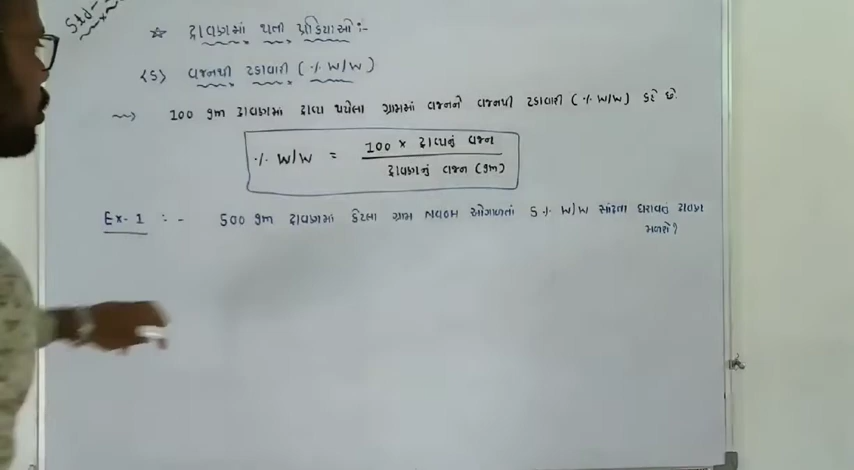 Std-
☆ દ્રાવણમાં થતી પ્રક્રિયાઓ :-
<5> વજનથી ટકાવારી (% W/W)
100 gm દ્રાવણમાં દ્રાવ્ય થયેલા ગ્રામમાં વજનને વજનથી ટકાવારી (% W/W) કહે છે.
% W/W = 100 × દ્રાવ્યનું વજન
દ્રાવણનું વજન (gm)
Ex-1 :- 500 gm દ્રાવણમાં કેટલા ગ્રામ NaOH ઓગાળતાં 5% W/W સાંદ્રતા ધરાવતું દ્રાવણ
મળશે?